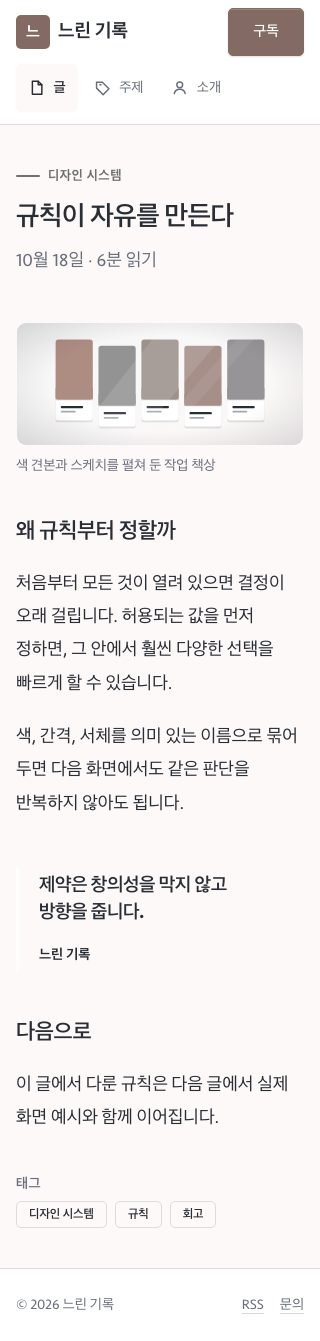 느
느린 기록
구독
글
주제
소개
디자인 시스템
규칙이 자유를 만든다
10월 18일 · 6분 읽기
색 견본과 스케치를 펼쳐 둔 작업 책상
왜 규칙부터 정할까
처음부터 모든 것이 열려 있으면 결정이
오래 걸립니다. 허용되는 값을 먼저
정하면, 그 안에서 훨씬 다양한 선택을
빠르게 할 수 있습니다.
색, 간격, 서체를 의미 있는 이름으로 묶어
두면 다음 화면에서도 같은 판단을
반복하지 않아도 됩니다.
제약은 창의성을 막지 않고
방향을 줍니다.
느린 기록
다음으로
이 글에서 다룬 규칙은 다음 글에서 실제
화면 예시와 함께 이어집니다.
태그
디자인 시스템
규칙
회고
© 2026 느린 기록
RSS
문의